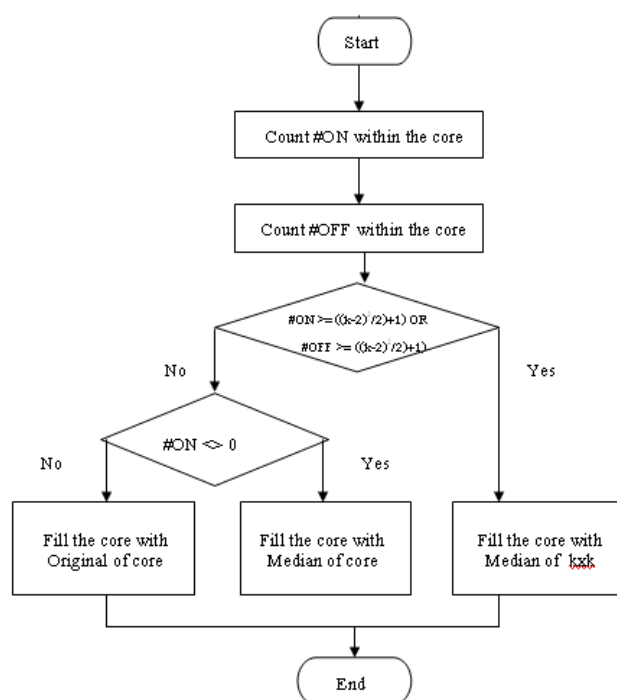 Start
Count #ON within the core
Count #OFF within the core
#ON >= ((k-2)²/2)+1) OR
#OFF >= ((k-2)²/2)+1)
No
Yes
#ON <> 0
No
Yes
Fill the core with
Original of core
Fill the core with
Median of core
Fill the core with
Median of kxk
End